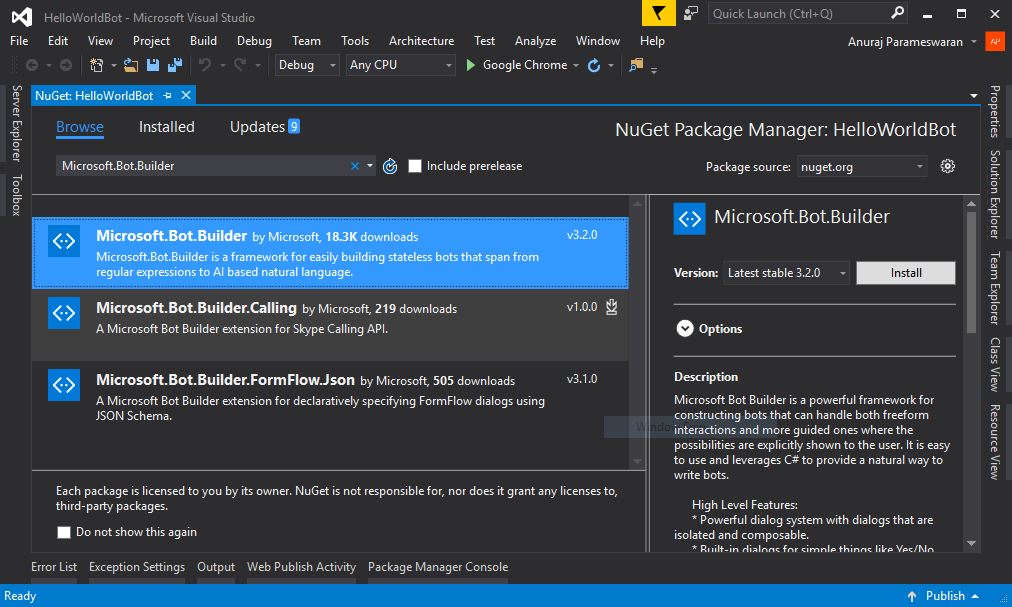 HelloWorldBot - Microsoft Visual Studio
Quick Launch (Ctrl+Q)
File Edit View Project Build Debug Team Tools Architecture Test Analyze Window Help
Anuraj Parameswaran AP
Debug Any CPU Google Chrome
Server Explorer
Toolbox
NuGet: HelloWorldBot
Browse Installed Updates 9
NuGet Package Manager: HelloWorldBot
Microsoft.Bot.Builder
Include prerelease
Package source: nuget.org
Microsoft.Bot.Builder by Microsoft, 18.3K downloads v3.2.0
Microsoft.Bot.Builder is a framework for easily building stateless bots that span from
regular expressions to AI based natural language.
Microsoft.Bot.Builder.Calling by Microsoft, 219 downloads v1.0.0
A Microsoft Bot Builder extension for Skype Calling API.
Microsoft.Bot.Builder.FormFlow.Json by Microsoft, 505 downloads v3.1.0
A Microsoft Bot Builder extension for declaratively specifying FormFlow dialogs using
JSON Schema.
Each package is licensed to you by its owner. NuGet is not responsible for, nor does it grant any licenses to,
third-party packages.
Do not show this again
Microsoft.Bot.Builder
Version: Latest stable 3.2.0 Install
Options
Description
Microsoft Bot Builder is a powerful framework for
constructing bots that can handle both freeform
interactions and more guided ones where the
possibilities are explicitly shown to the user. It is easy
to use and leverages C# to provide a natural way to
write bots.
High Level Features:
* Powerful dialog system with dialogs that are
isolated and composable.
* Built-in dialogs for simple things like Yes/No,
Properties
Solution Explorer
Team Explorer
Class View
Resource View
Error List Exception Settings Output Web Publish Activity Package Manager Console
Ready
Publish